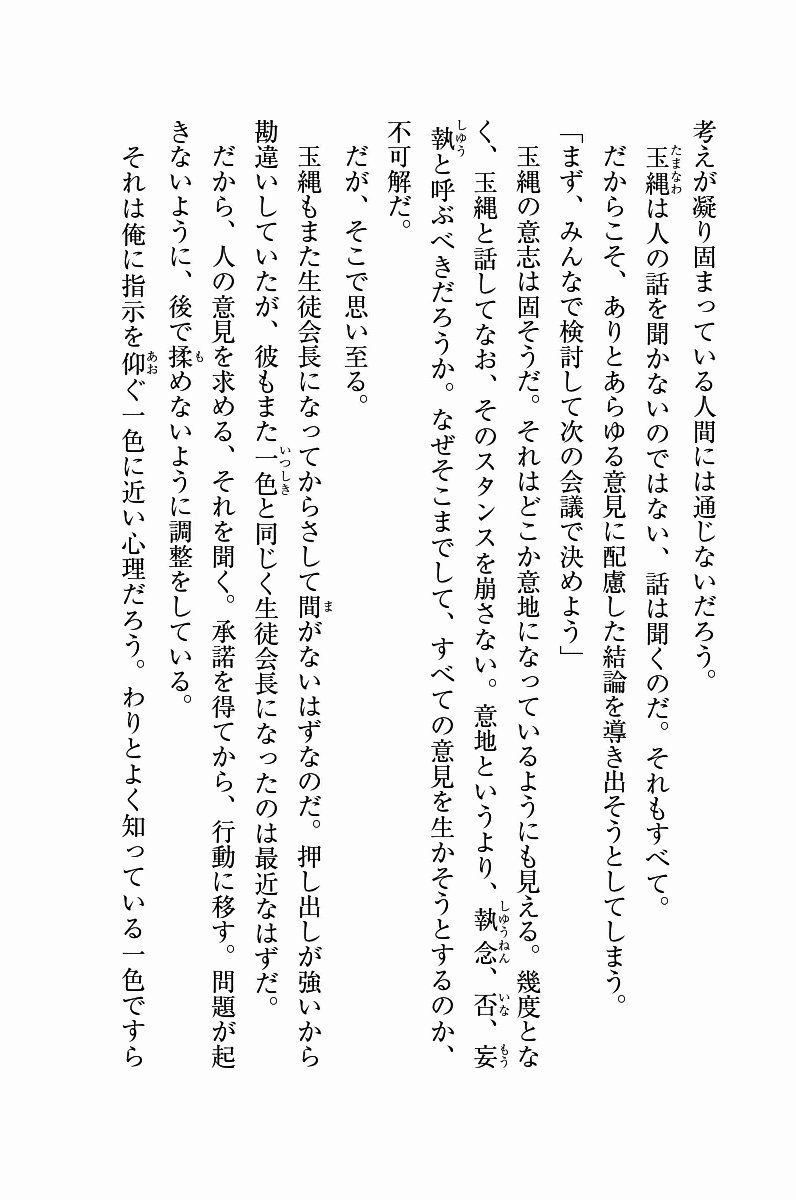 考えが凝り固まっている人間には通じないだろう。
　玉縄は人の話を聞かないのではない、話は聞くのだ。それもすべて。
　だからこそ、ありとあらゆる意見に配慮した結論を導き出そうとしてしまう。
「まず、みんなで検討して次の会議で決めよう」
　玉縄の意志は固そうだ。それはどこか意地になっているようにも見える。幾度とな
く、玉縄と話してなお、そのスタンスを崩さない。意地というより、執念、否、妄
執と呼ぶべきだろうか。なぜそこまでして、すべての意見を生かそうとするのか、
不可解だ。
　だが、そこで思い至る。
　玉縄もまた生徒会長になってからさして間がないはずなのだ。押し出しが強いから
勘違いしていたが、彼もまた一色と同じく生徒会長になったのは最近なはずだ。
　だから、人の意見を求める、それを聞く。承諾を得てから、行動に移す。問題が起
きないように、後で揉めないように調整をしている。
　それは俺に指示を仰ぐ一色に近い心理だろう。わりとよく知っている一色ですら